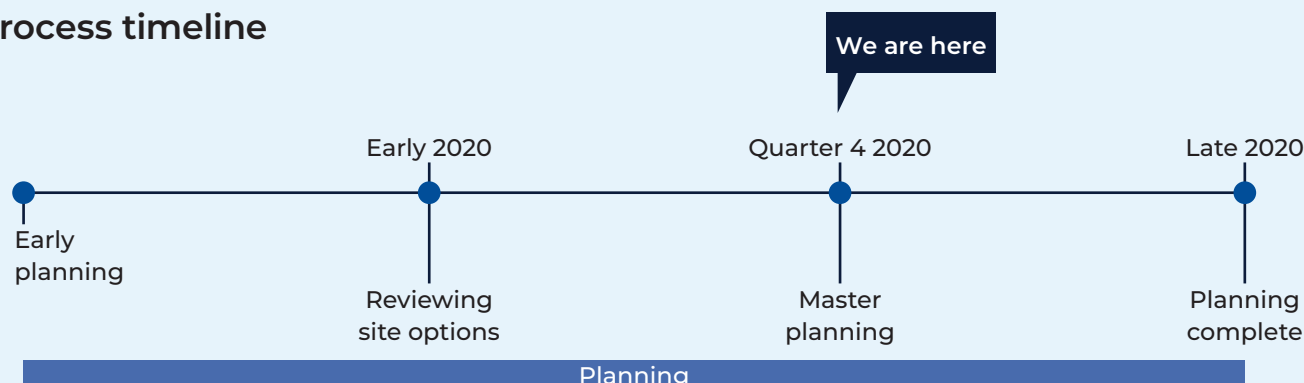 rocess timeline
We are here
Early 2020
Quarter 4 2020
Late 2020
Early
planning
Reviewing
site options
Master
planning
Planning
complete
Planning